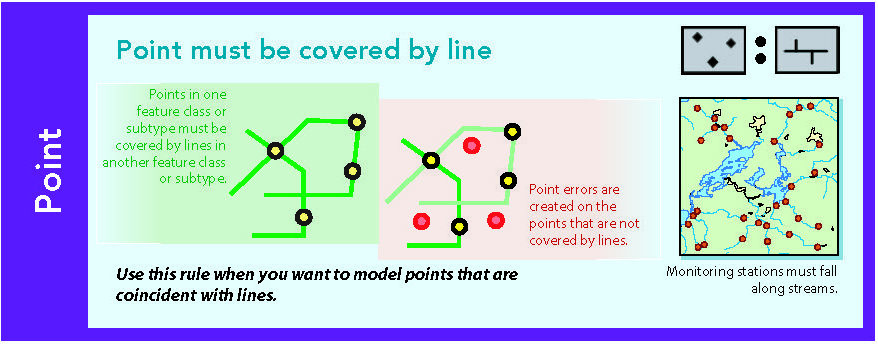 Point
Point must be covered by line
Points in one
feature class or
subtype must be
covered by lines in
another feature class
or subtype.
Point errors are
created on the
points that are not
covered by lines.
Use this rule when you want to model points that are
coincident with lines.
Monitoring stations must fall
along streams.